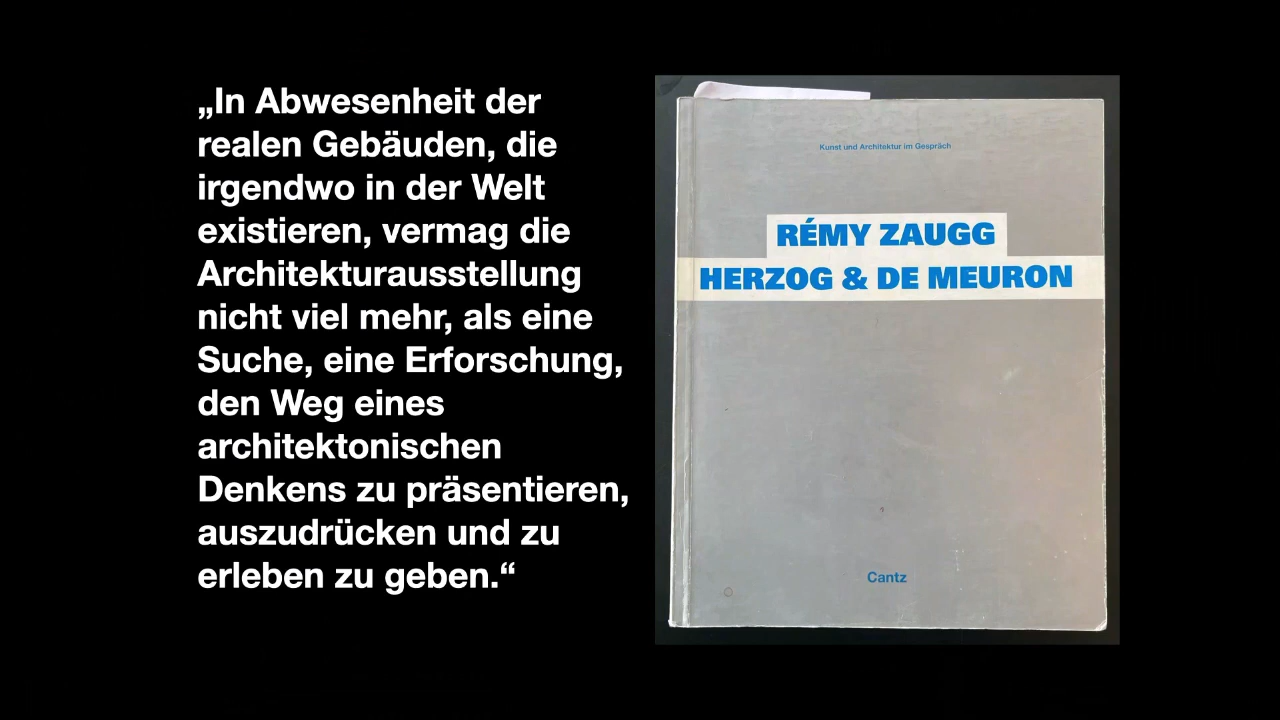 „In Abwesenheit der
realen Gebäuden, die
irgendwo in der Welt
existieren, vermag die
Architekturausstellung
nicht viel mehr, als eine
Suche, eine Erforschung,
den Weg eines
architektonischen
Denkens zu präsentieren,
auszudrücken und zu
erleben zu geben.“
Kunst und Architektur im Gespräch
RÉMY ZAUGG
HERZOG & DE MEURON
Cantz